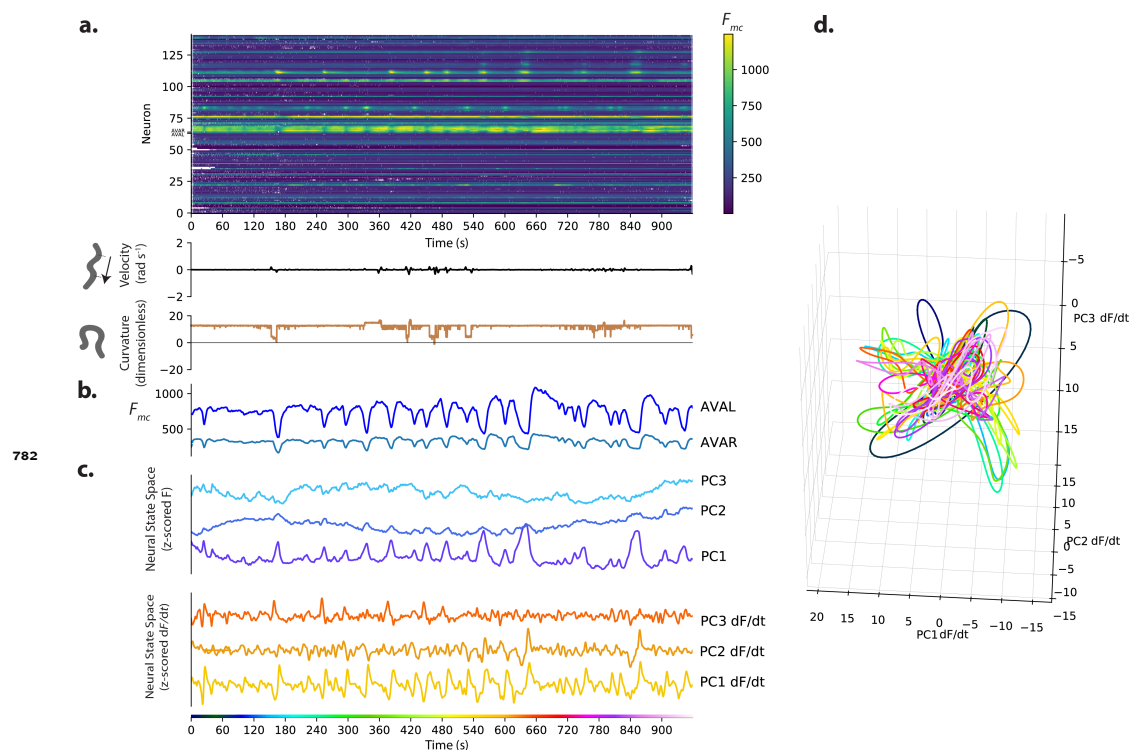 a.
F_mc
d.
Neuron
125
100
75
50
25
0
AVAR
AVAL
1000
750
500
250
0 60 120 180 240 300 360 420 480 540 600 660 720 780 840 900
Time (s)
Velocity
(rad s⁻¹)
2
0
−2
Curvature
(dimensionless)
20
0
−20
b.
F_mc
1000
500
AVAL
AVAR
782
c.
Neural State Space
(z-scored F)
PC3
PC2
PC1
Neural State Space
(z-scored dF/dt)
PC3 dF/dt
PC2 dF/dt
PC1 dF/dt
0 60 120 180 240 300 360 420 480 540 600 660 720 780 840 900
Time (s)
−5
0
PC3 dF/dt
5
10
15
15
10
5
PC2 dF/dt
0
−5
−10
−15
20 15 10 5 0 −5 −10 −15
PC1 dF/dt